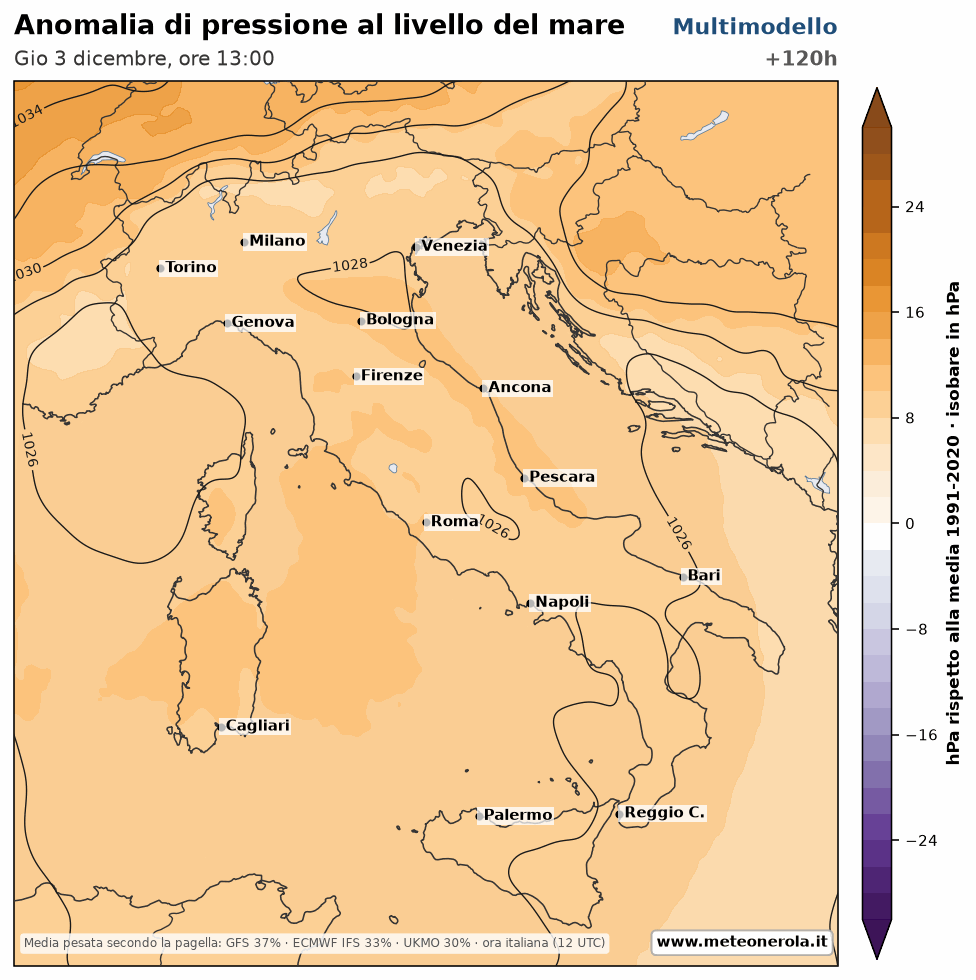 Anomalia di pressione al livello del mare
Multimodello
Gio 3 dicembre, ore 13:00
+120h
1034
1030
Milano
Venezia
Torino
1028
Genova
Bologna
Firenze
Ancona
1026
Pescara
Roma
1026
1026
Bari
Napoli
Cagliari
Palermo
Reggio C.
24
16
8
0
−8
−16
−24
hPa rispetto alla media 1991-2020 · isobare in hPa
Media pesata secondo la pagella: GFS 37% · ECMWF IFS 33% · UKMO 30% · ora italiana (12 UTC)
www.meteonerola.it